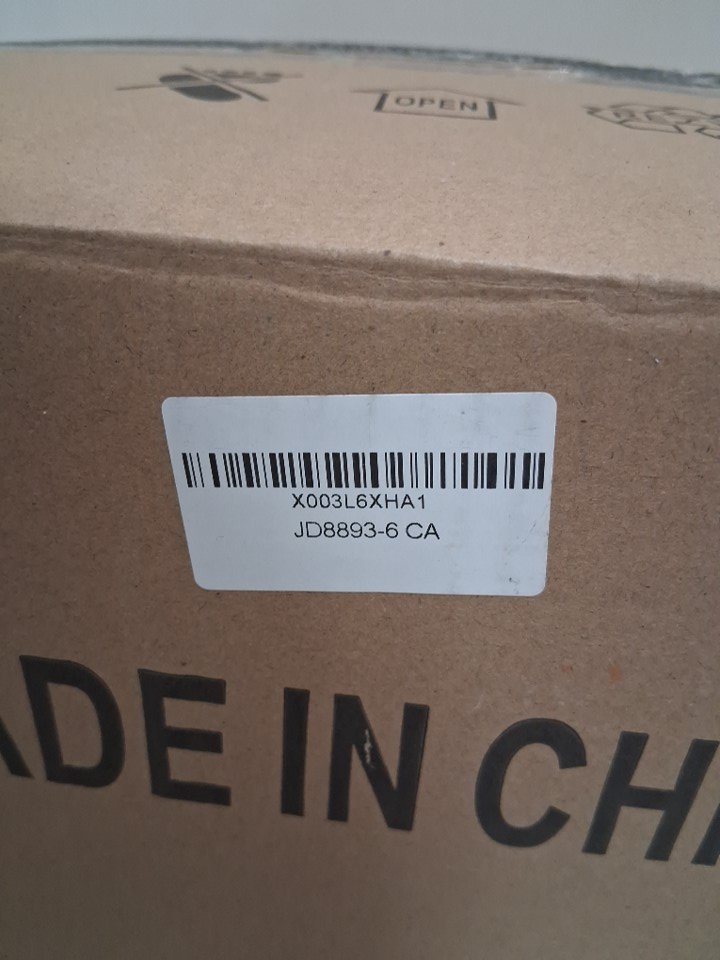 OPEN
X003L6XHA1
JD8893-6 CA
ADE IN CH